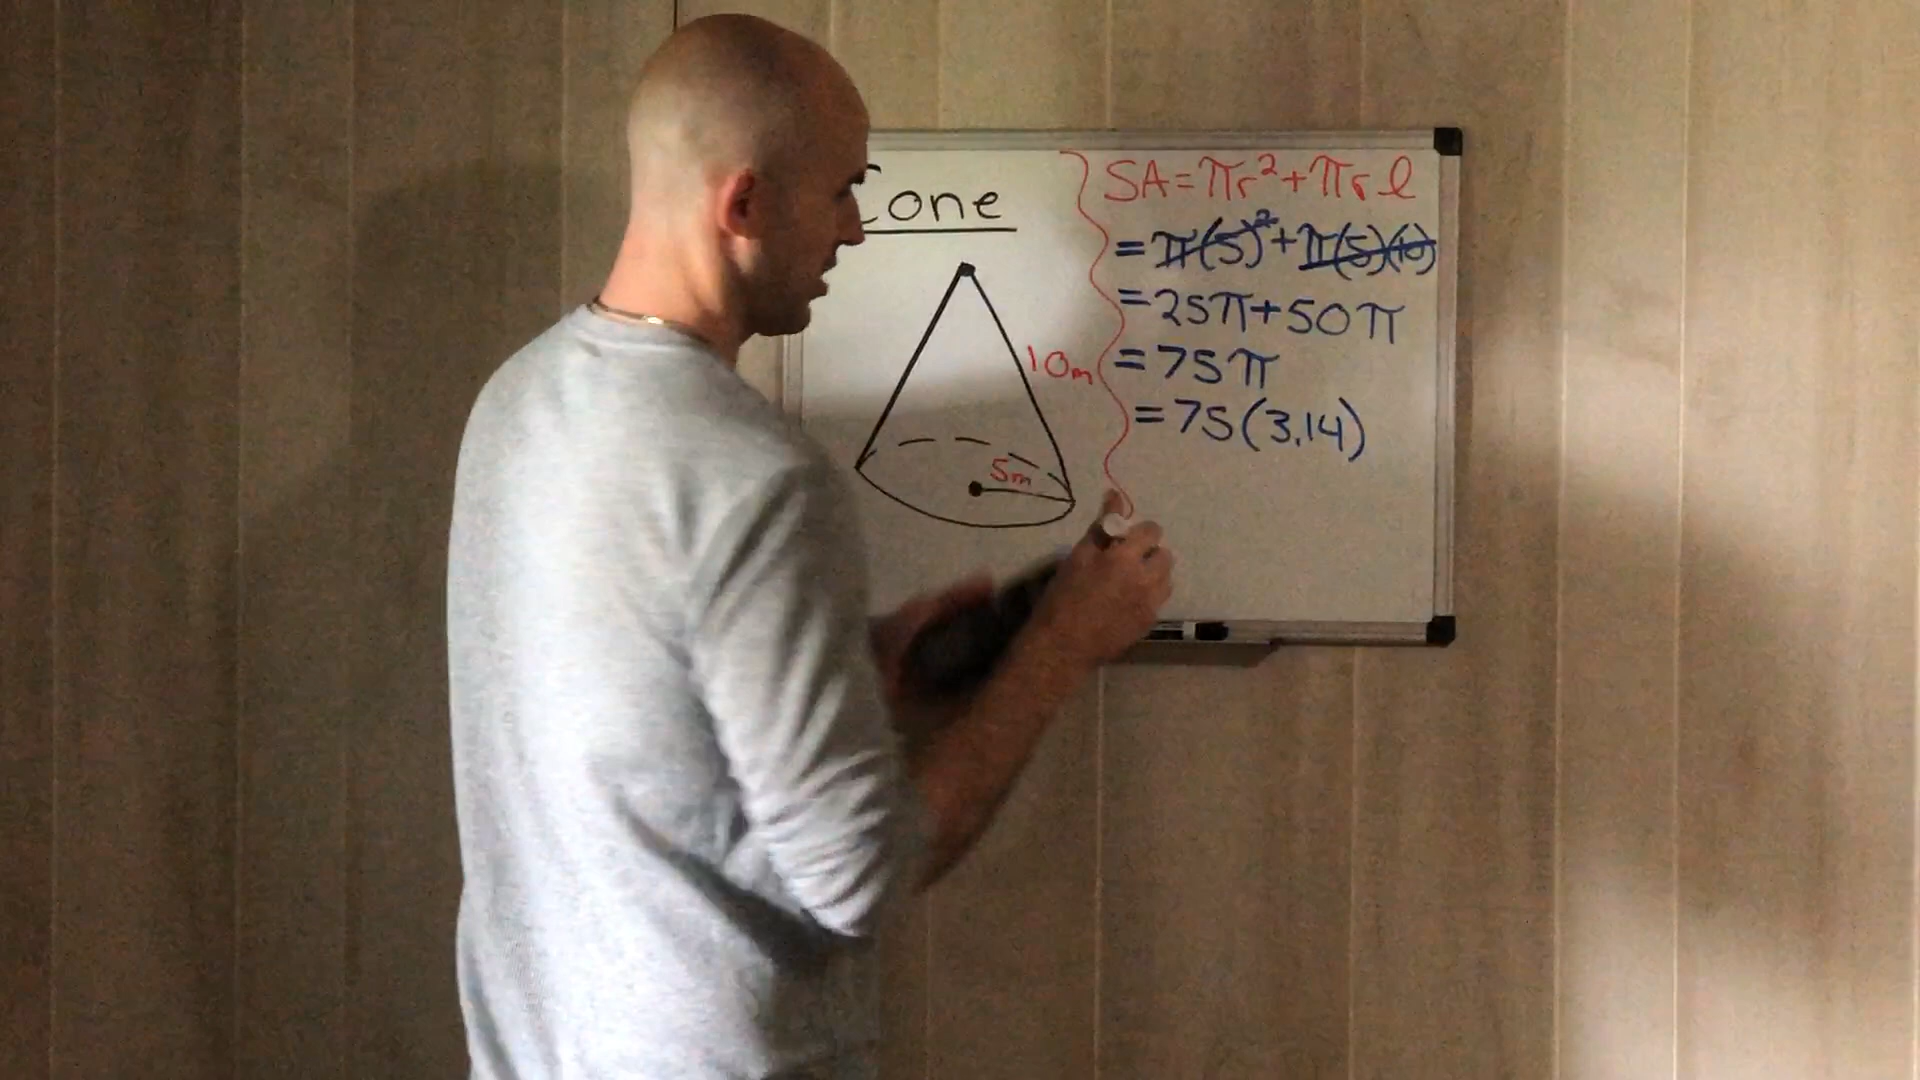 Cone
10m
5m
SA=πr²+πrl
=π(5)²+π(5)(10)
=25π+50π
=75π
=75(3.14)